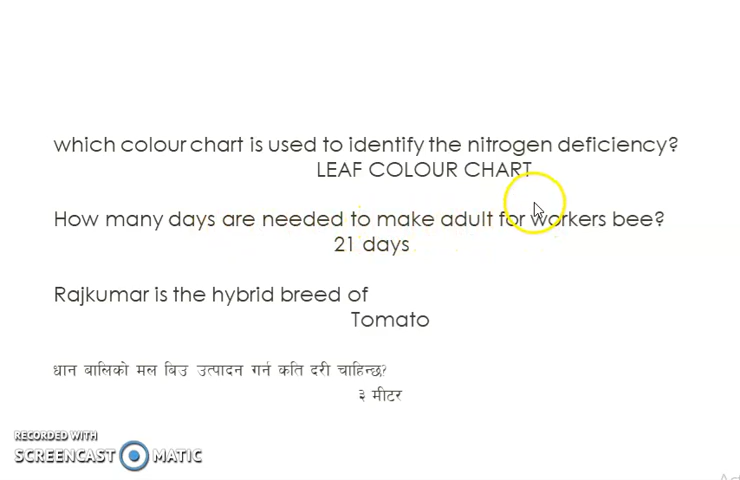 which colour chart is used to identify the nitrogen deficiency?
LEAF COLOUR CHART
How many days are needed to make adult for workers bee?
21 days
Rajkumar is the hybrid breed of
Tomato
धान बालिको मल बिउ उत्पादन गर्न कति दरी चाहिन्छ?
३ मीटर
RECORDED WITH
SCREENCAST MATIC